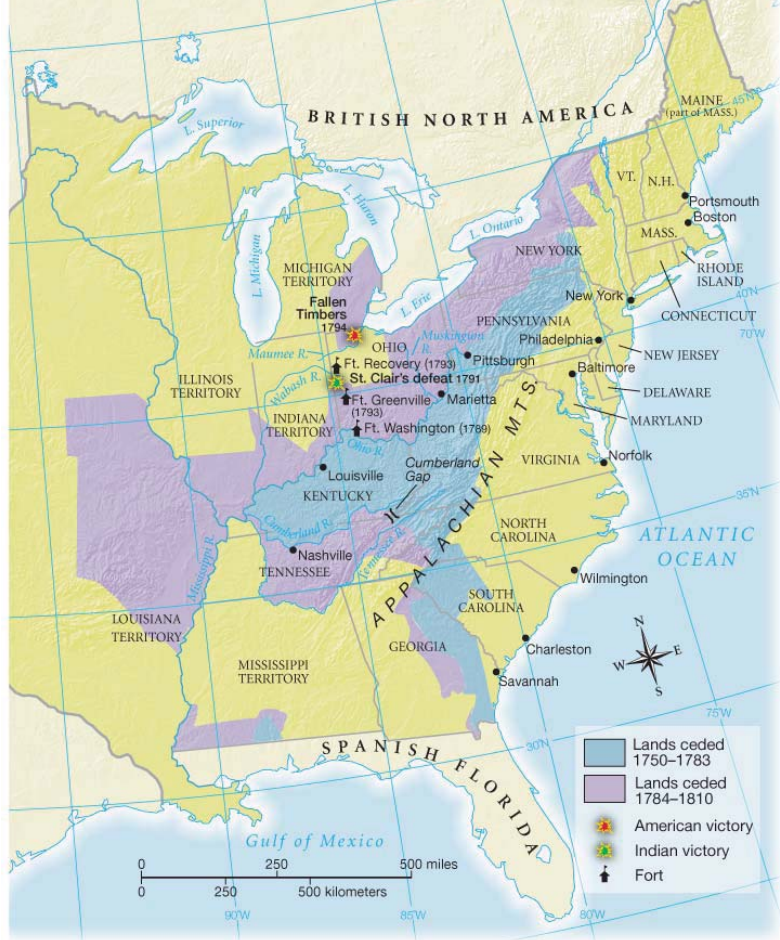 BRITISH NORTH AMERICA
MAINE
(part of MASS.)
45°N
L. Superior
VT.
N.H.
L. Huron
Portsmouth
Boston
L. Michigan
L. Ontario
MASS.
NEW YORK
RHODE
ISLAND
MICHIGAN
TERRITORY
L. Erie
New York
40°N
CONNECTICUT
70°W
Fallen
Timbers
1794
Muskingum
R.
PENNSYLVANIA
Philadelphia
OHIO
Maumee R.
Pittsburgh
NEW JERSEY
Ft. Recovery (1793)
Baltimore
St. Clair's defeat 1791
ILLINOIS
TERRITORY
Wabash R.
DELAWARE
Ft. Greenville
(1793)
Marietta
MARYLAND
INDIANA
TERRITORY
Ft. Washington (1789)
Ohio R.
Norfolk
Cumberland
Gap
VIRGINIA
Louisville
KENTUCKY
APPALACHIAN MTS.
35°N
Cumberland R.
NORTH
CAROLINA
ATLANTIC
OCEAN
Mississippi R.
Nashville
Tennessee R.
TENNESSEE
Wilmington
SOUTH
CAROLINA
LOUISIANA
TERRITORY
GEORGIA
Charleston
N
W
E
S
MISSISSIPPI
TERRITORY
Savannah
75°W
30°N
SPANISH FLORIDA
Lands ceded
1750–1783
Lands ceded
1784–1810
American victory
Indian victory
Fort
Gulf of Mexico
0
250
500 miles
0
250
500 kilometers
90°W
85°W
80°W